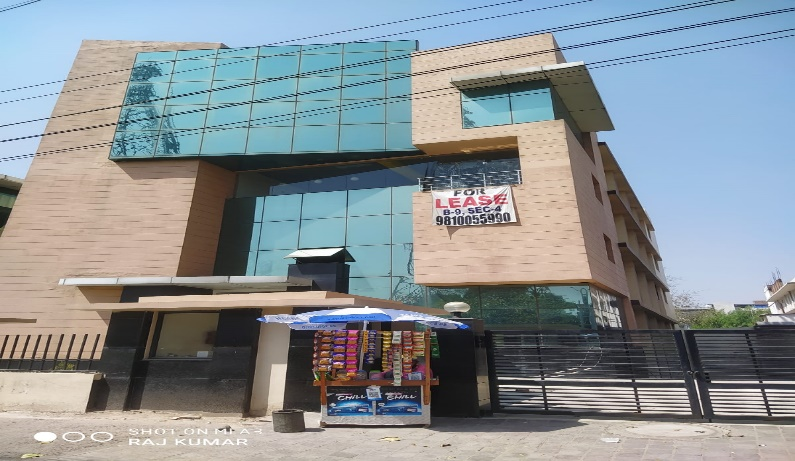 FOR
LEASE
B-9, SEC-4
9810055990
CHILL CHILL
SHOT ON MI A1
RAJ KUMAR